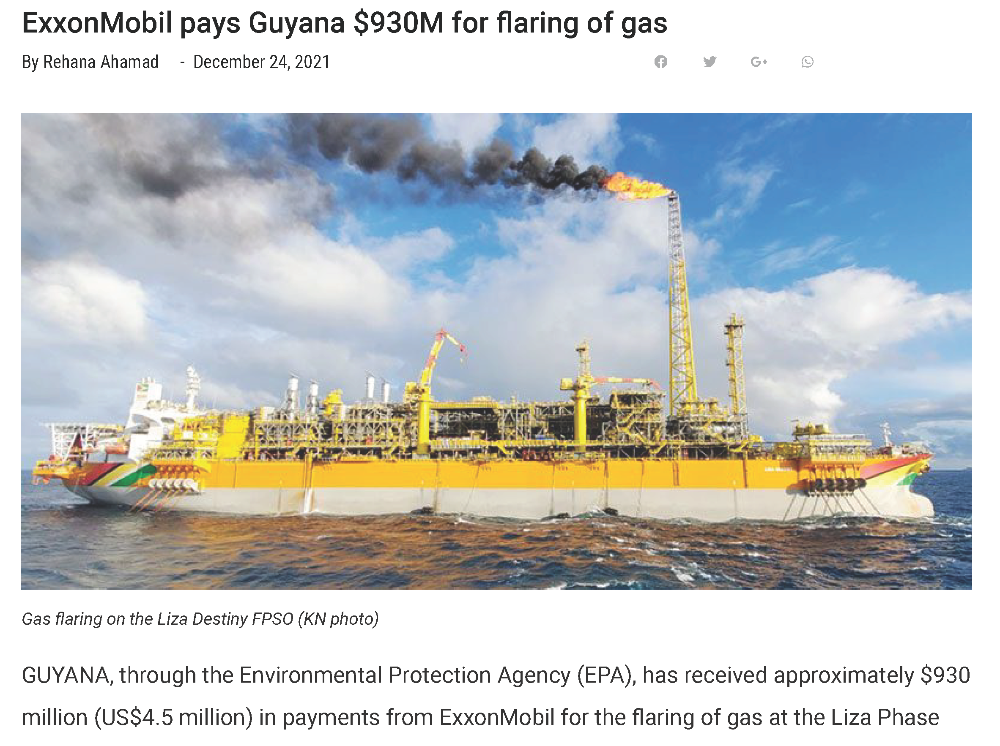 ExxonMobil pays Guyana $930M for flaring of gas
By Rehana Ahamad - December 24, 2021
Gas flaring on the Liza Destiny FPSO (KN photo)
GUYANA, through the Environmental Protection Agency (EPA), has received approximately $930
million (US$4.5 million) in payments from ExxonMobil for the flaring of gas at the Liza Phase